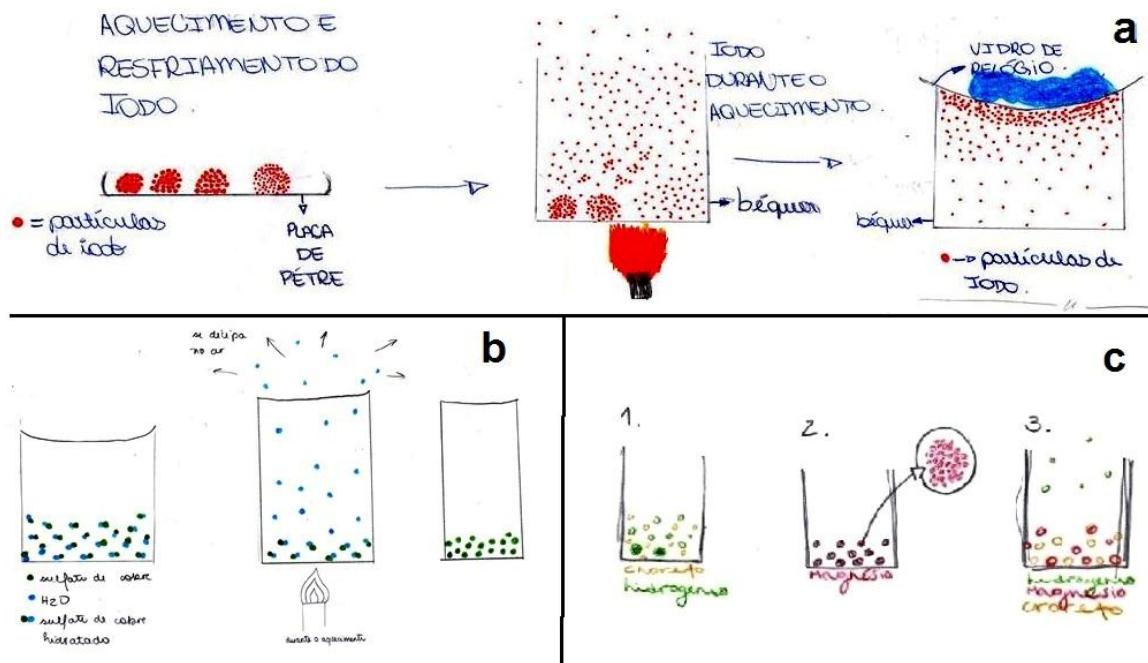 AQUECIMENTO E
RESFRIAMENTO DO
IODO.
= partículas
de iodo
PLACA
DE
PÉTRE
IODO
DURANTE O
AQUECIMENTO.
béquer
a
VIDRO DE
RELÓGIO.
béquer
partículas de
IODO.
b
se dicipa
no ar
sulfato de cobre
H2O
sulfato de cobre
hidratado
durante o aquecimento
c
1.
cloreto
hidrogênio
2.
Magnésio
3.
hidrogênio
Magnésio
cloreto